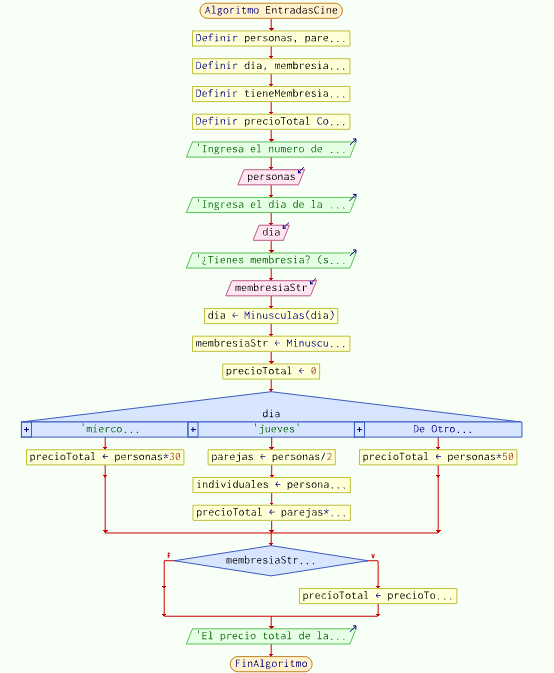 Algoritmo EntradasCine
Definir personas, pare...
Definir dia, membresia...
Definir tieneMembresia...
Definir precioTotal Co...
'Ingresa el numero de ...
personas
'Ingresa el dia de la ...
dia
'¿Tienes membresia? (s...
membresiaStr
dia ← Minusculas(dia)
membresiaStr ← Minuscu...
precioTotal ← 0
dia
+ 'mierco... + 'jueves' + De Otro...
precioTotal ← personas*30 parejas ← personas/2 precioTotal ← personas*50
individuales ← persona...
precioTotal ← parejas*...
F membresiaStr... V
precioTotal ← precioTo...
'El precio total de la...
FinAlgoritmo